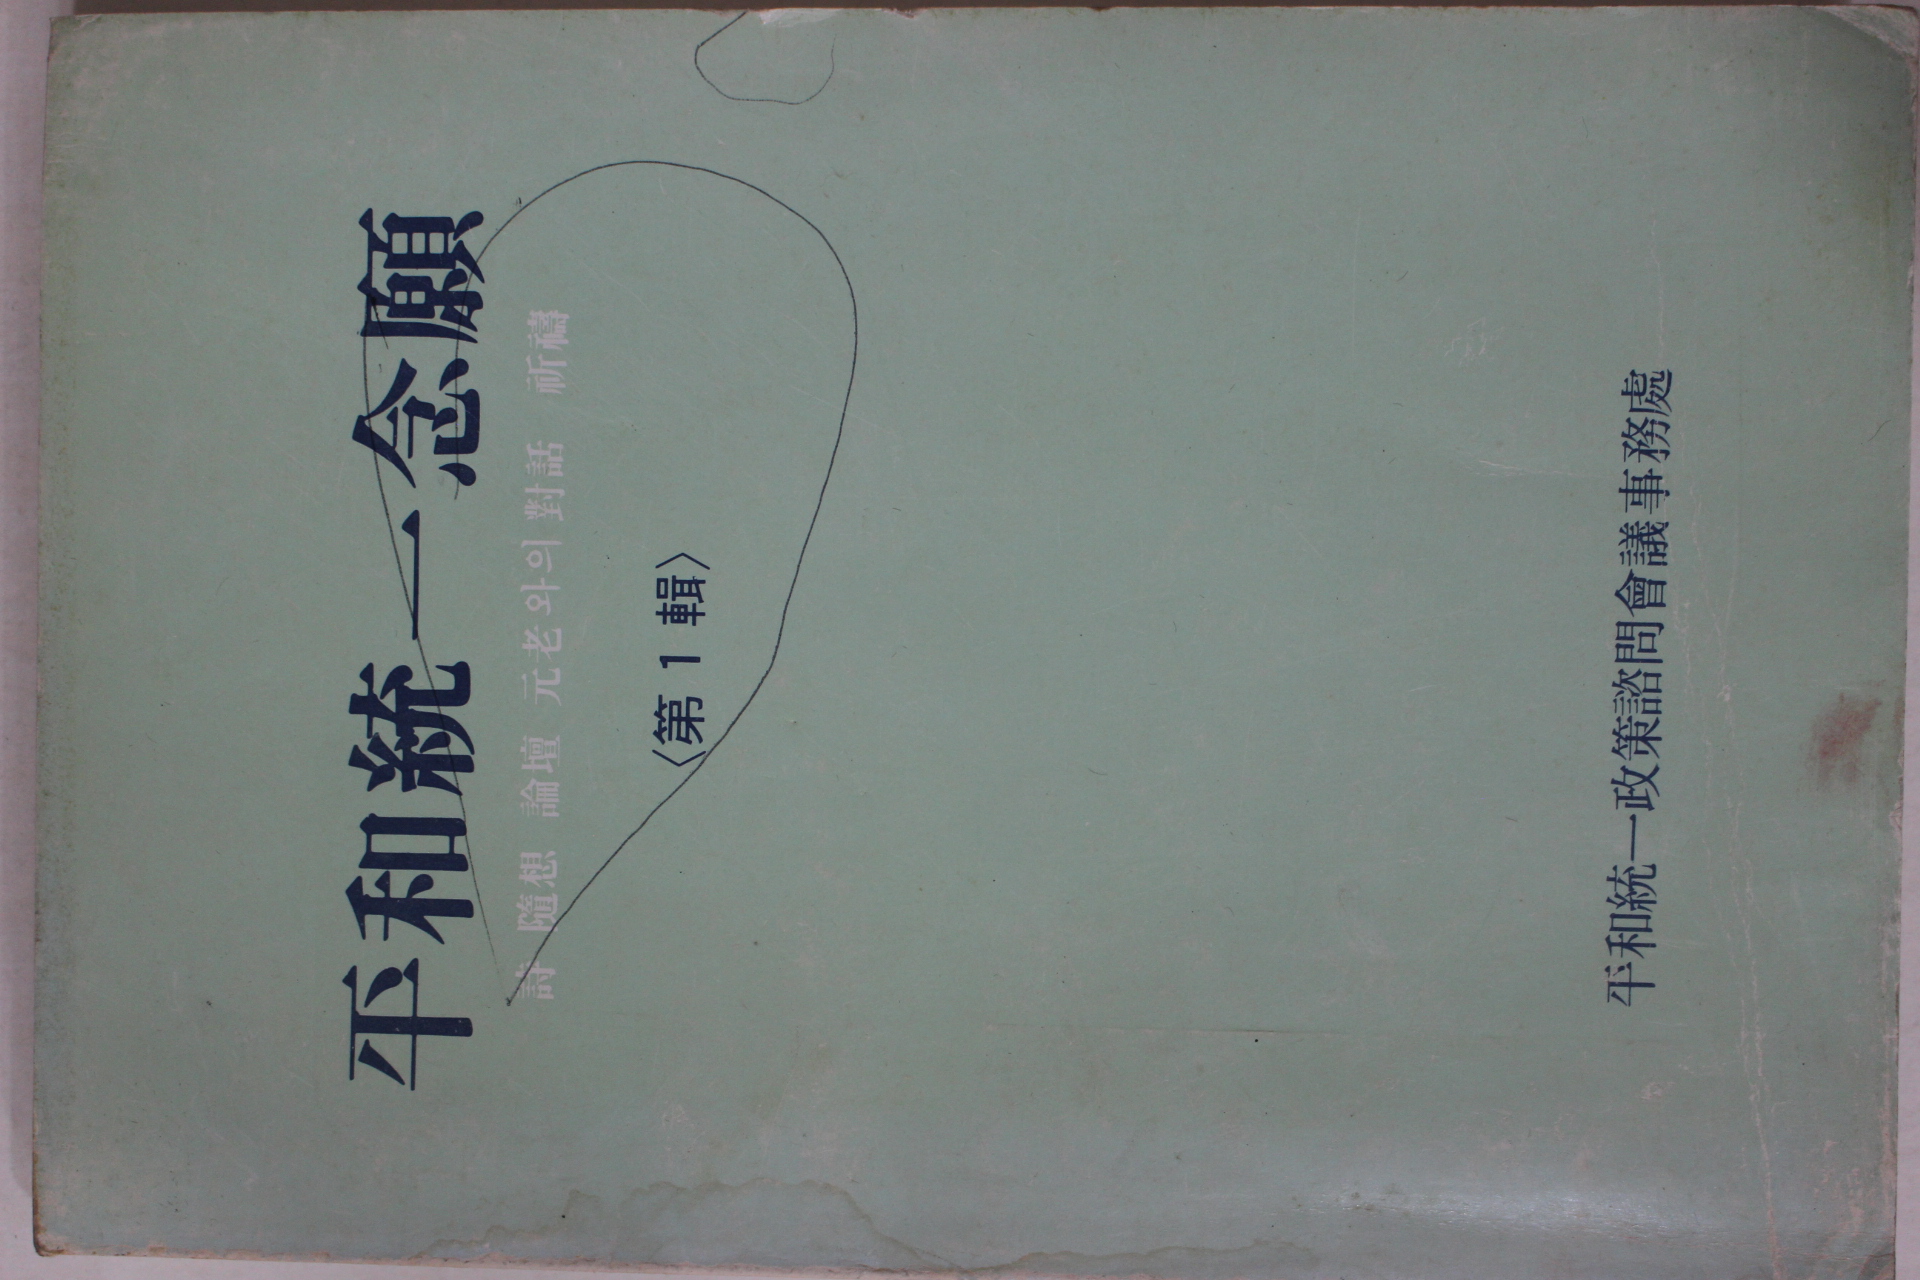 平和統一念願
詩 隨想 論壇 元老와의 對話 祈禱
〈第1輯〉
平和統一政策諮問會議事務處